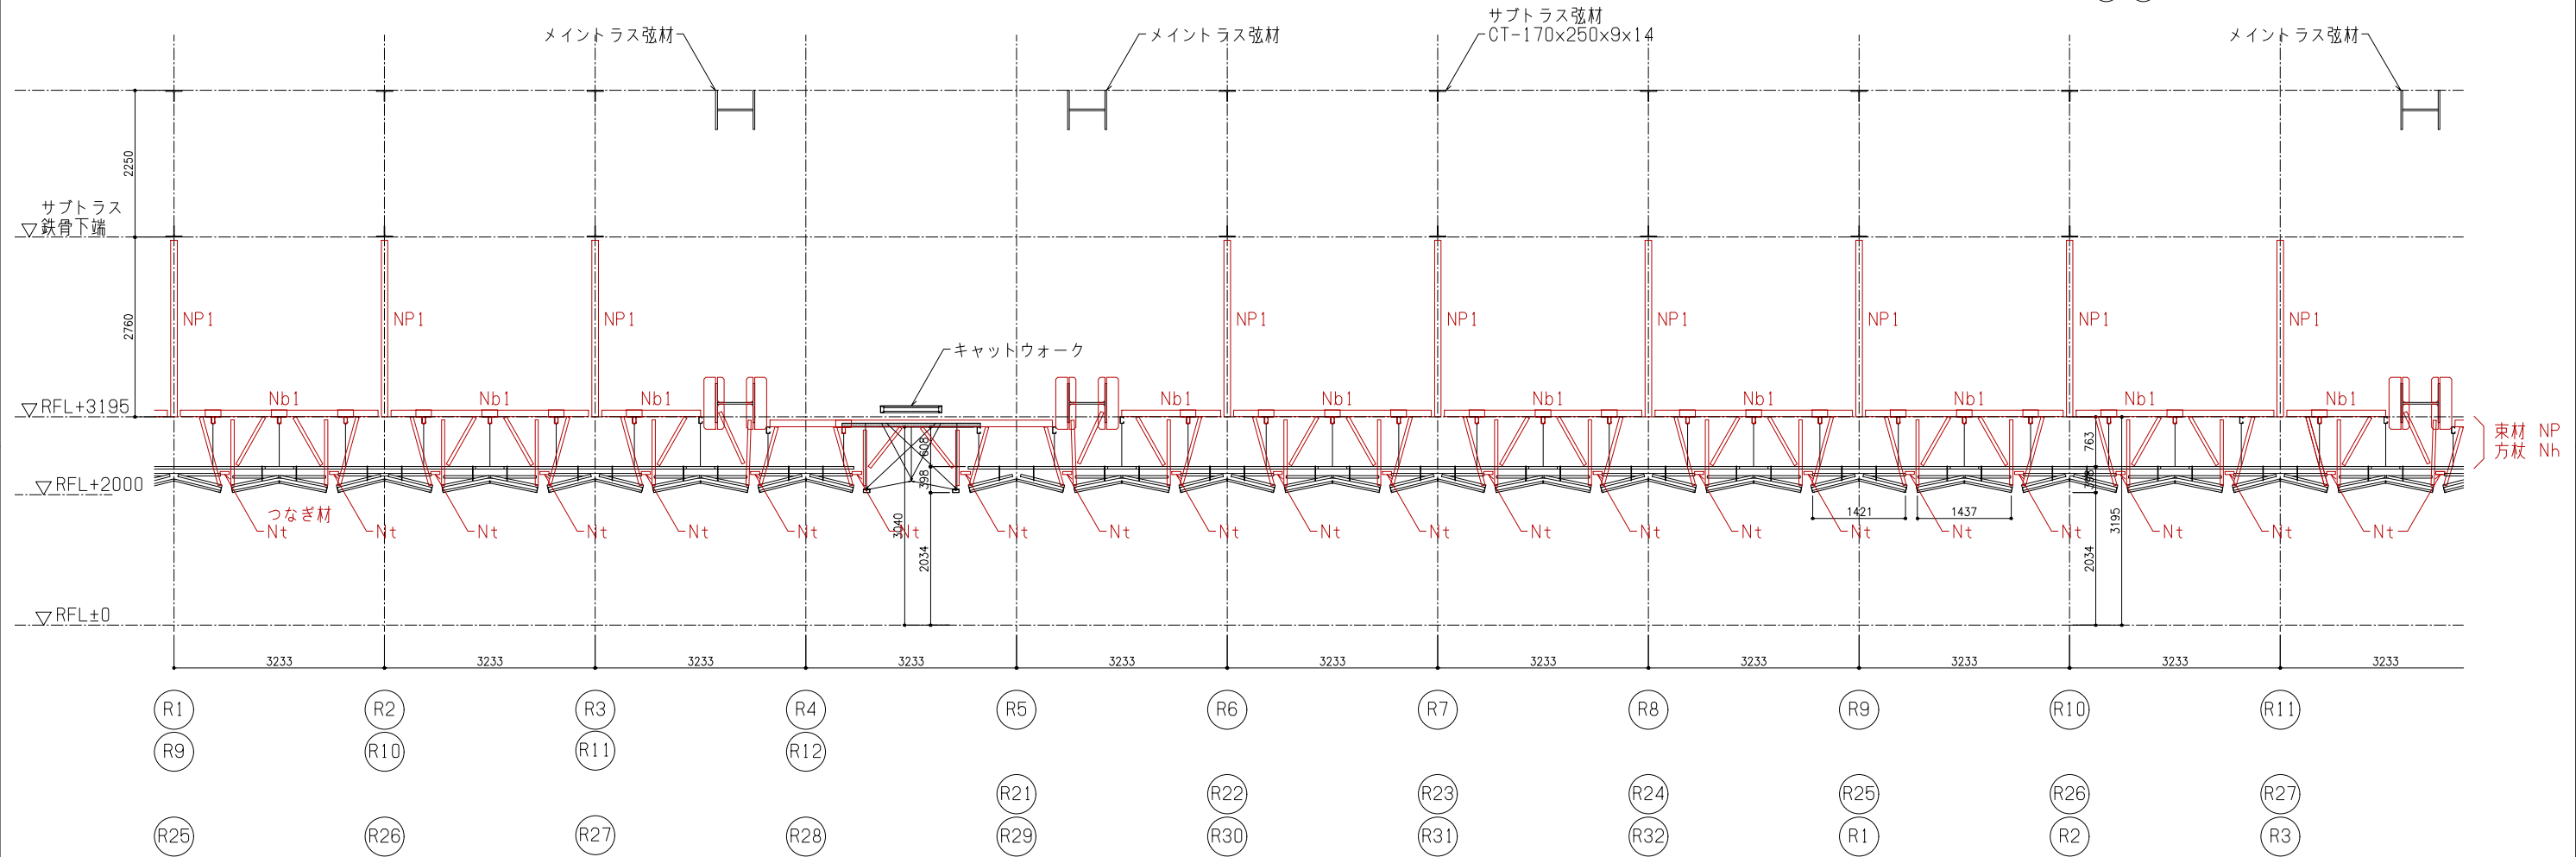 サブトラス弦材
メイントラス弦材
メイントラス弦材
CT-170x250x9x14
メイントラス弦材
2250
サブトラス
鉄骨下端
2760
NP1 NP1 NP1 NP1 NP1 NP1 NP1 NP1 NP1
キャットウォーク
Nb1 Nb1 Nb1 Nb1 Nb1 Nb1 Nb1 Nb1 Nb1 Nb1
RFL+3195
608
763
束材 NP
方杖 Nh
398
398
RFL+2000
つなぎ材
1421 1437
Nt Nt Nt Nt Nt Nt Nt Nt Nt Nt Nt Nt Nt Nt Nt Nt Nt
3040
3195
2034
2034
RFL±0
3233 3233 3233 3233 3233 3233 3233 3233 3233 3233 3233
R1 R2 R3 R4 R5 R6 R7 R8 R9 R10 R11
R9 R10 R11 R12
R21 R22 R23 R24 R25 R26 R27
R25 R26 R27 R28 R29 R30 R31 R32 R1 R2 R3